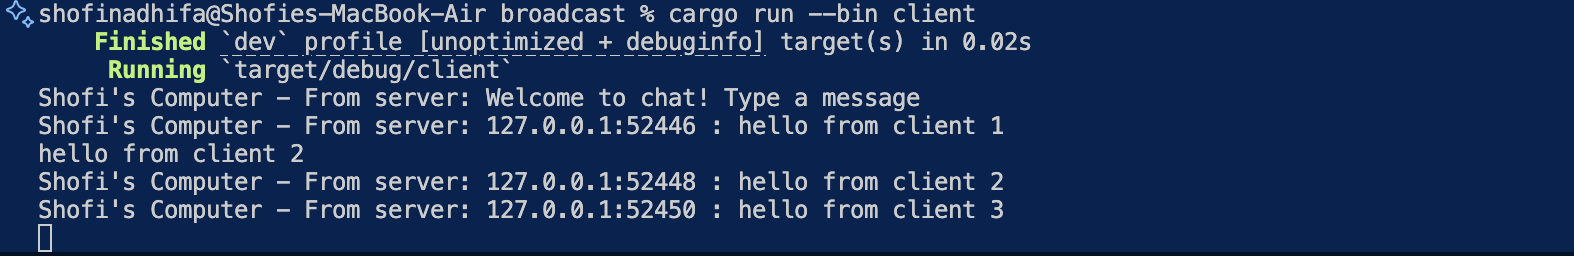 shofinadhifa@Shofies-MacBook-Air broadcast % cargo run --bin client
Finished `dev` profile [unoptimized + debuginfo] target(s) in 0.02s
Running `target/debug/client`
Shofi's Computer - From server: Welcome to chat! Type a message
Shofi's Computer - From server: 127.0.0.1:52446 : hello from client 1
hello from client 2
Shofi's Computer - From server: 127.0.0.1:52448 : hello from client 2
Shofi's Computer - From server: 127.0.0.1:52450 : hello from client 3